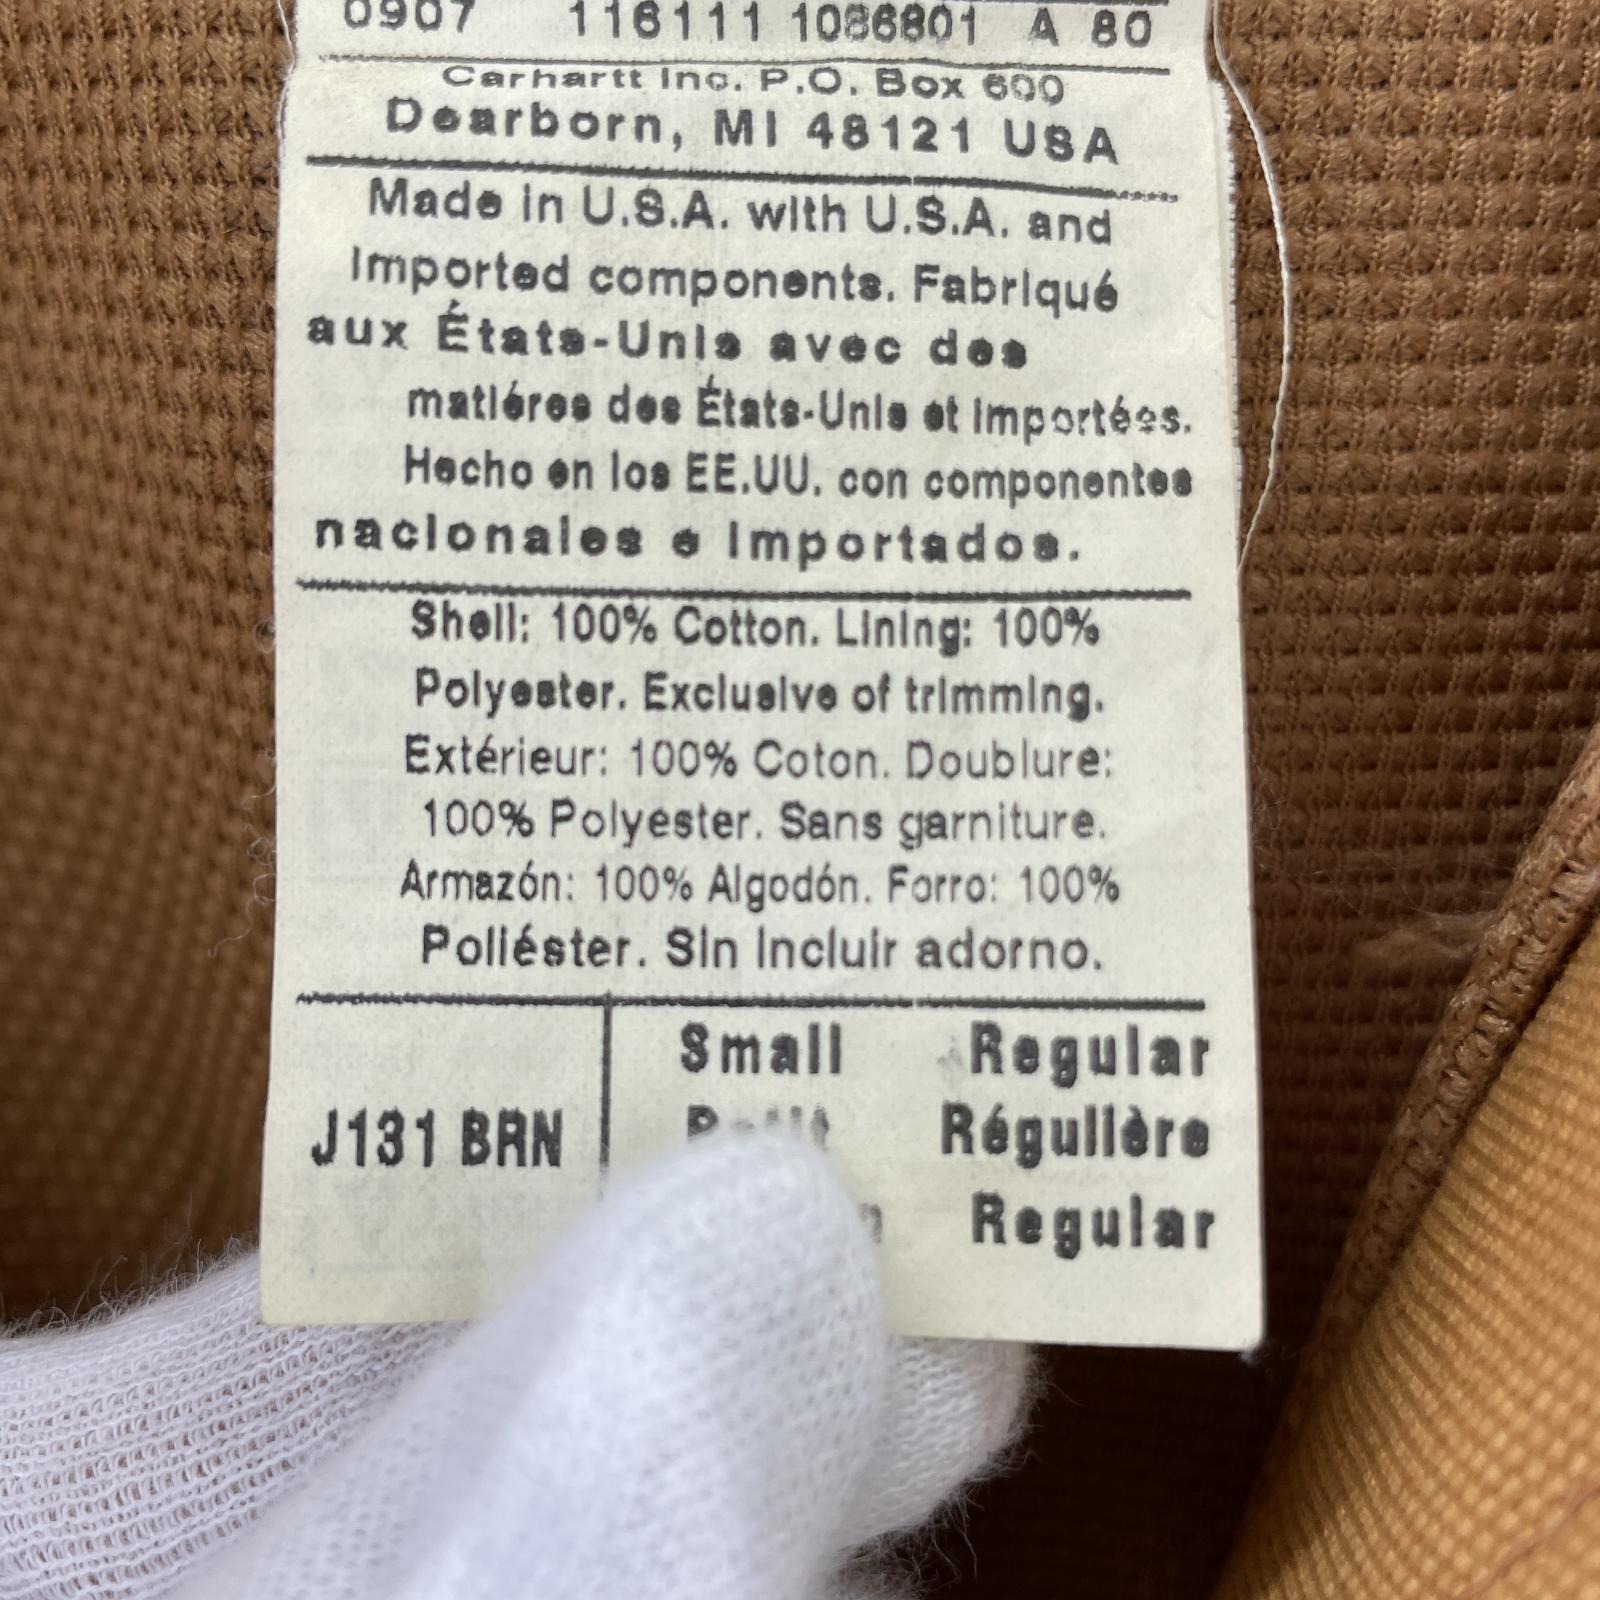 0907 116111 1086801 A 80
Carhartt Inc. P.O. Box 600
Dearborn, MI 48121 USA
Made in U.S.A. with U.S.A. and
Imported components. Fabriqué
aux États-Unis avec des
matiéres des États-Unis et importées.
Hecho en los EE.UU. con componentes
nacionales e importados.
Shell: 100% Cotton. Lining: 100%
Polyester. Exclusive of trimming.
Extérieur: 100% Coton. Doublure:
100% Polyester. Sans garniture.
Armazón: 100% Algodón. Forro: 100%
Poliéster. Sin incluir adorno.
Small Regular
J131 BRN Régulière
Regular